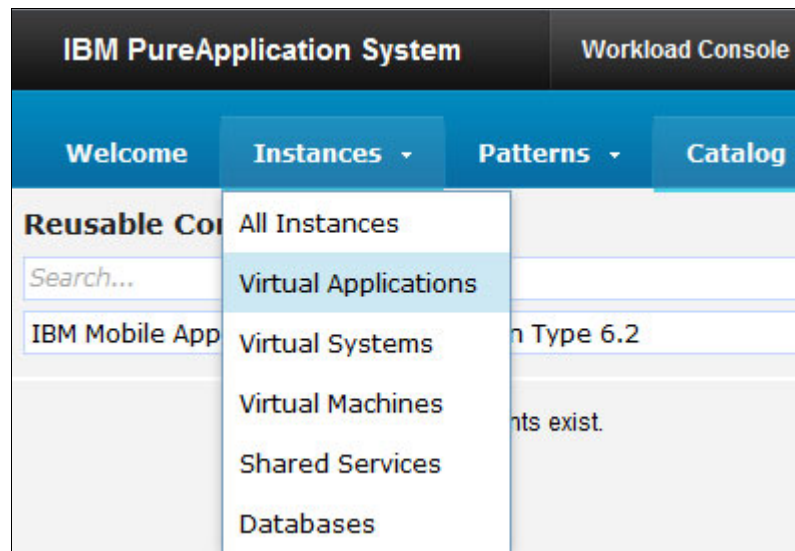 IBM PureApplication System Workload Console
Welcome Instances Patterns Catalog
Reusable Co
All Instances
Search...
Virtual Applications
IBM Mobile App
n Type 6.2
Virtual Systems
Virtual Machines
nts exist.
Shared Services
Databases